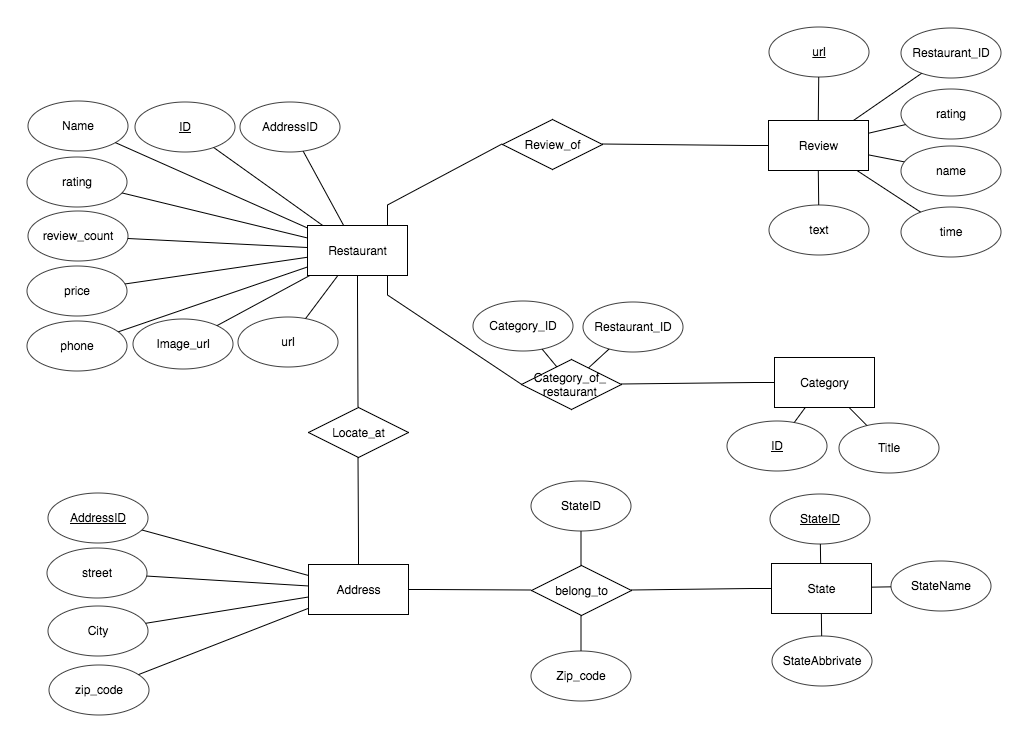 url
Restaurant_ID
Name
ID
AddressID
rating
Review_of
Review
rating
name
review_count
text
time
Restaurant
price
phone
Image_url
url
Category_ID
Restaurant_ID
Category_of_
restaurant
Category
Locate_at
ID
Title
AddressID
StateID
StateID
street
Address
belong_to
State
StateName
City
StateAbbrivate
zip_code
Zip_code